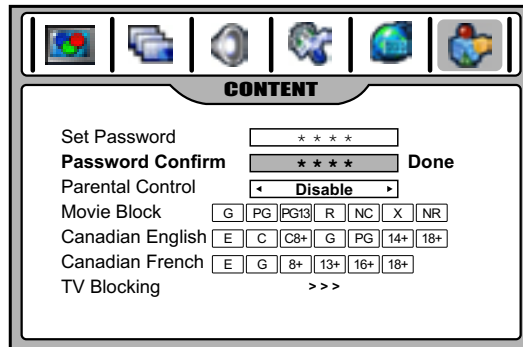 CONTENT
Set Password * * * *
Password Confirm * * * * Done
Parental Control ◂ Disable ▸
Movie Block G PG PG13 R NC X NR
Canadian English E C C8+ G PG 14+ 18+
Canadian French E G 8+ 13+ 16+ 18+
TV Blocking >>>